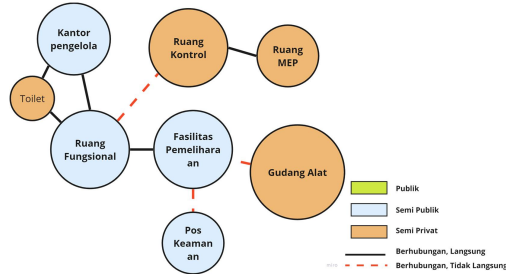 Kantor
pengelola
Ruang
Kontrol
Ruang
MEP
Toilet
Ruang
Fungsional
Fasilitas
Pemelihara
an
Gudang Alat
Pos
Keaman
an
Publik
Semi Publik
Semi Privat
Berhubungan, Langsung
Berhubungan, Tidak Langsung